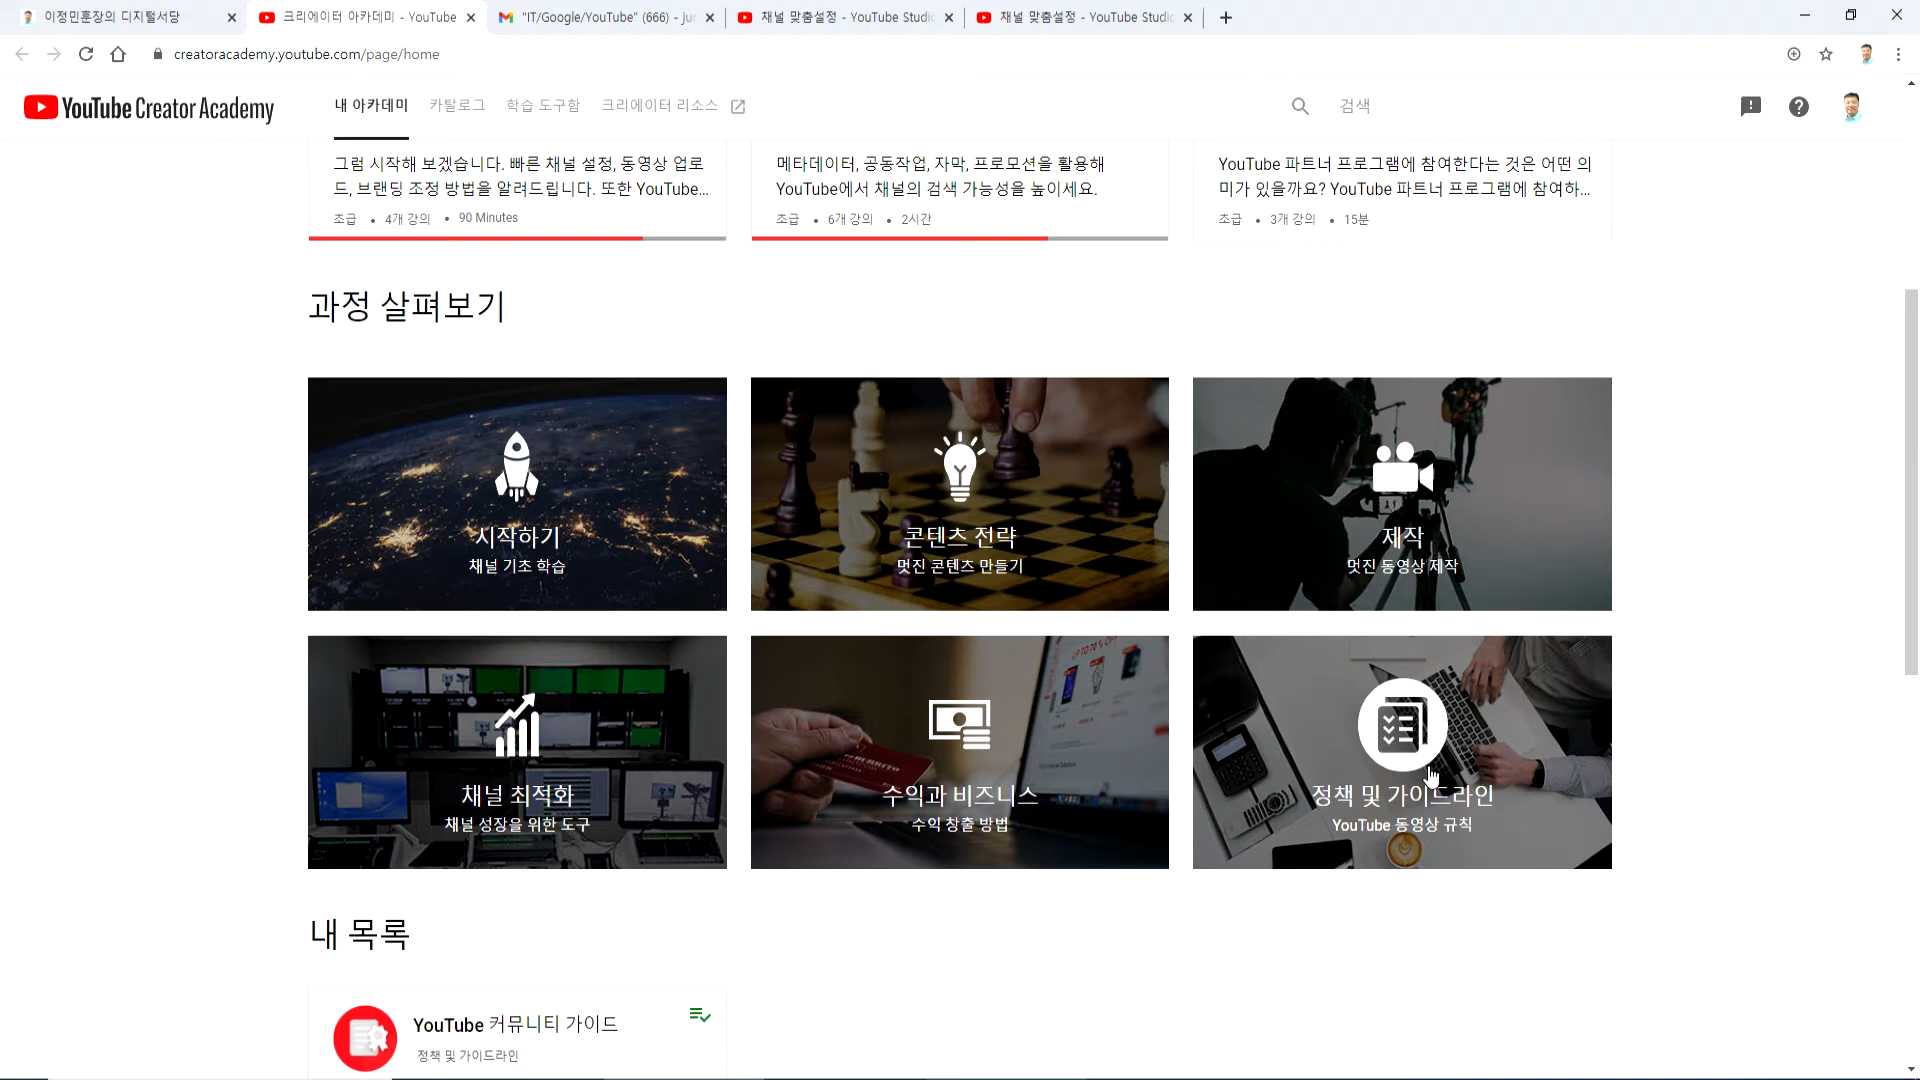 이정민훈장의 디지털서당
크리에이터 아카데미 - YouTube
"IT/Google/YouTube" (666) - ju
채널 맞춤설정 - YouTube Studi
채널 맞춤설정 - YouTube Studi
creatoracademy.youtube.com/page/home
YouTube Creator Academy
내 아카데미
카탈로그
학습 도구함
크리에이터 리소스
검색
그럼 시작해 보겠습니다. 빠른 채널 설정, 동영상 업로
드, 브랜딩 조정 방법을 알려드립니다. 또한 YouTube...
초급 • 4개 강의 • 90 Minutes
메타데이터, 공동작업, 자막, 프로모션을 활용해
YouTube에서 채널의 검색 가능성을 높이세요.
초급 • 6개 강의 • 2시간
YouTube 파트너 프로그램에 참여한다는 것은 어떤 의
미가 있을까요? YouTube 파트너 프로그램에 참여하...
초급 • 3개 강의 • 15분
과정 살펴보기
시작하기
채널 기초 학습
콘텐츠 전략
멋진 콘텐츠 만들기
제작
멋진 동영상 제작
채널 최적화
채널 성장을 위한 도구
수익과 비즈니스
수익 창출 방법
정책 및 가이드라인
YouTube 동영상 규칙
내 목록
YouTube 커뮤니티 가이드
정책 및 가이드라인